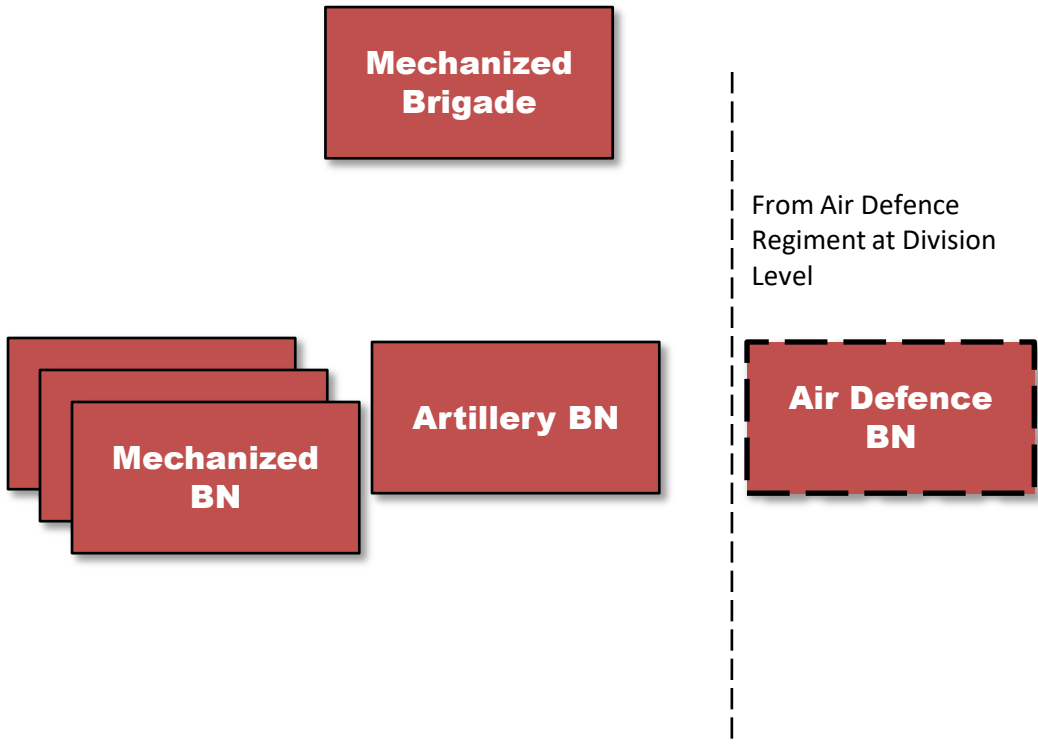 Mechanized
Brigade
From Air Defence
Regiment at Division
Level
Mechanized
BN
Artillery BN
Air Defence
BN